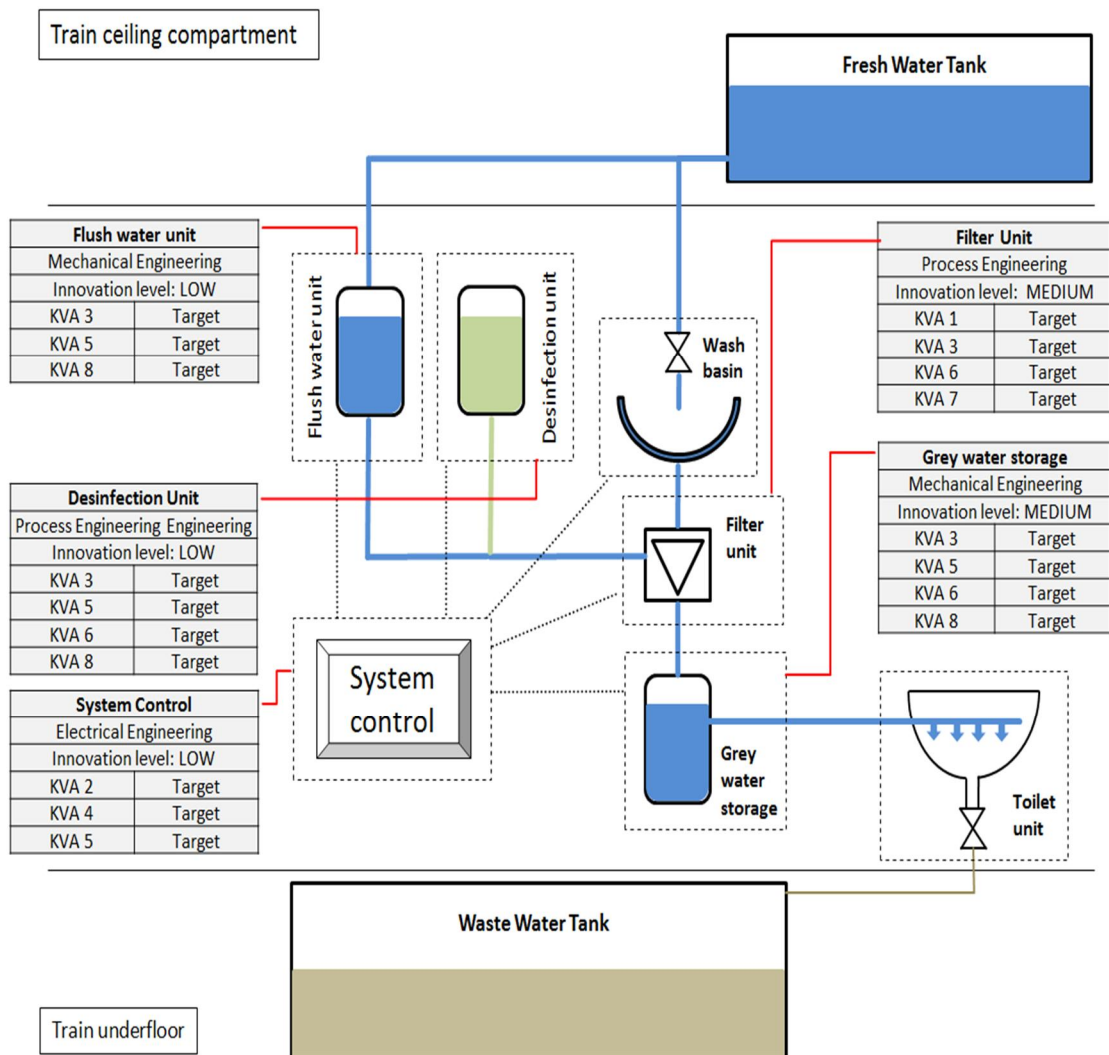 Train ceiling compartment
Fresh Water Tank
Flush water unit
Mechanical Engineering
Innovation level: LOW
KVA 3 Target
KVA 5 Target
KVA 8 Target
Flush water unit
Desinfection unit
Wash
basin
Filter Unit
Process Engineering
Innovation level: MEDIUM
KVA 1 Target
KVA 3 Target
KVA 6 Target
KVA 7 Target
Desinfection Unit
Process Engineering Engineering
Innovation level: LOW
KVA 3 Target
KVA 5 Target
KVA 6 Target
KVA 8 Target
Filter
unit
Grey water storage
Mechanical Engineering
Innovation level: MEDIUM
KVA 3 Target
KVA 5 Target
KVA 6 Target
KVA 8 Target
System Control
Electrical Engineering
Innovation level: LOW
KVA 2 Target
KVA 4 Target
KVA 5 Target
System
control
Grey
water
storage
Toilet
unit
Waste Water Tank
Train underfloor